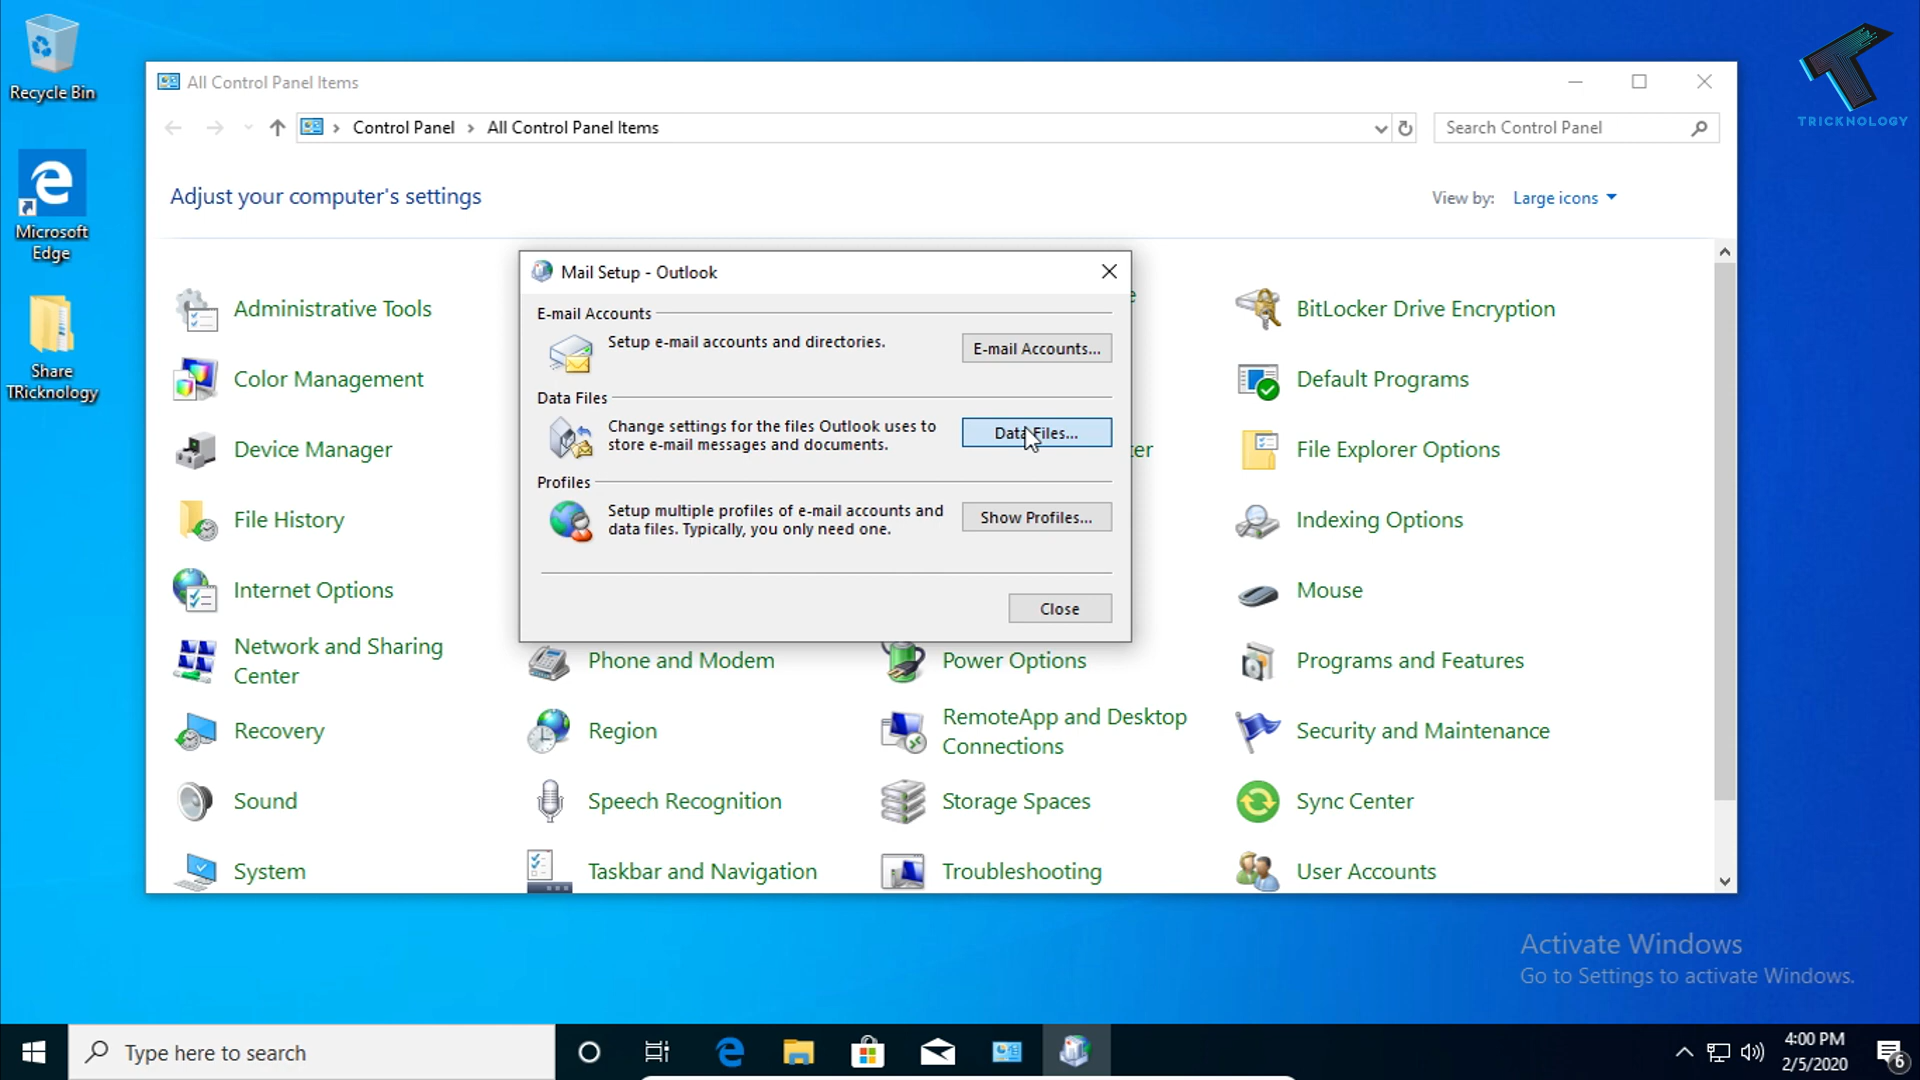 Recycle Bin
Microsoft
Edge
Share
TRicknology
TRICKNOLOGY
All Control Panel Items
Control Panel
All Control Panel Items
Search Control Panel
Adjust your computer's settings
View by:
Large icons
Administrative Tools
BitLocker Drive Encryption
Color Management
Default Programs
Device Manager
File Explorer Options
File History
Indexing Options
Internet Options
Mouse
Network and Sharing
Center
Phone and Modem
Power Options
Programs and Features
Recovery
Region
RemoteApp and Desktop
Connections
Security and Maintenance
Sound
Speech Recognition
Storage Spaces
Sync Center
System
Taskbar and Navigation
Troubleshooting
User Accounts
Mail Setup - Outlook
E-mail Accounts
Setup e-mail accounts and directories.
E-mail Accounts...
Data Files
Change settings for the files Outlook uses to
store e-mail messages and documents.
Data Files...
Profiles
Setup multiple profiles of e-mail accounts and
data files. Typically, you only need one.
Show Profiles...
Close
Activate Windows
Go to Settings to activate Windows.
Type here to search
4:00 PM
2/5/2020
6